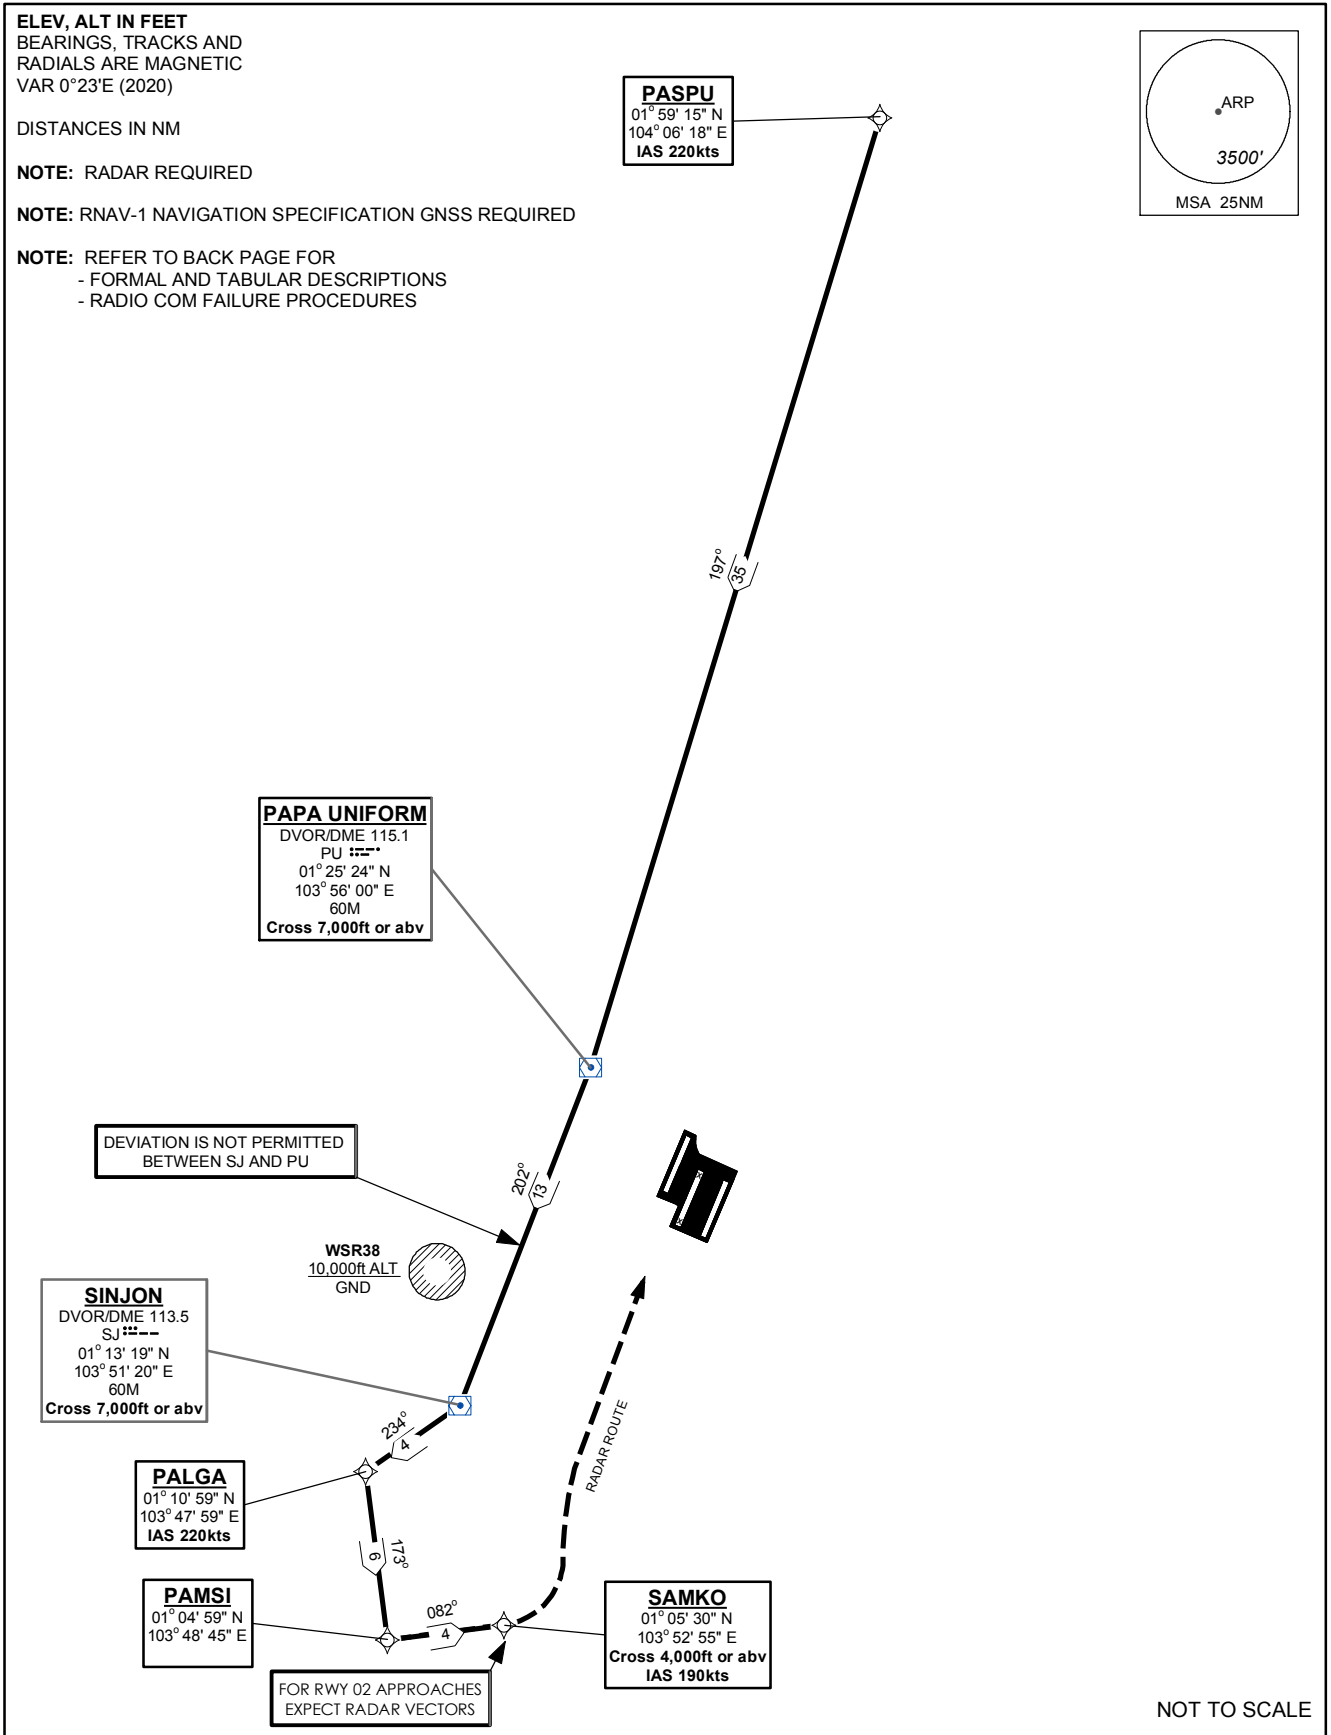 ELEV, ALT IN FEET
BEARINGS, TRACKS AND
RADIALS ARE MAGNETIC
VAR 0°23'E (2020)
DISTANCES IN NM
NOTE: RADAR REQUIRED
NOTE: RNAV-1 NAVIGATION SPECIFICATION GNSS REQUIRED
NOTE: REFER TO BACK PAGE FOR
- FORMAL AND TABULAR DESCRIPTIONS
- RADIO COM FAILURE PROCEDURES
PASPU
01° 59' 15" N
104° 06' 18" E
IAS 220kts
ARP
3500'
MSA 25NM
197°
35
PAPA UNIFORM
DVOR/DME 115.1
PU
01° 25' 24" N
103° 56' 00" E
60M
Cross 7,000ft or abv
DEVIATION IS NOT PERMITTED
BETWEEN SJ AND PU
202°
13
WSR38
10,000ft ALT
GND
SINJON
DVOR/DME 113.5
SJ
01° 13' 19" N
103° 51' 20" E
60M
Cross 7,000ft or abv
234°
4
RADAR ROUTE
PALGA
01° 10' 59" N
103° 47' 59" E
IAS 220kts
173°
6
PAMSI
01° 04' 59" N
103° 48' 45" E
082°
4
SAMKO
01° 05' 30" N
103° 52' 55" E
Cross 4,000ft or abv
IAS 190kts
FOR RWY 02 APPROACHES
EXPECT RADAR VECTORS
NOT TO SCALE